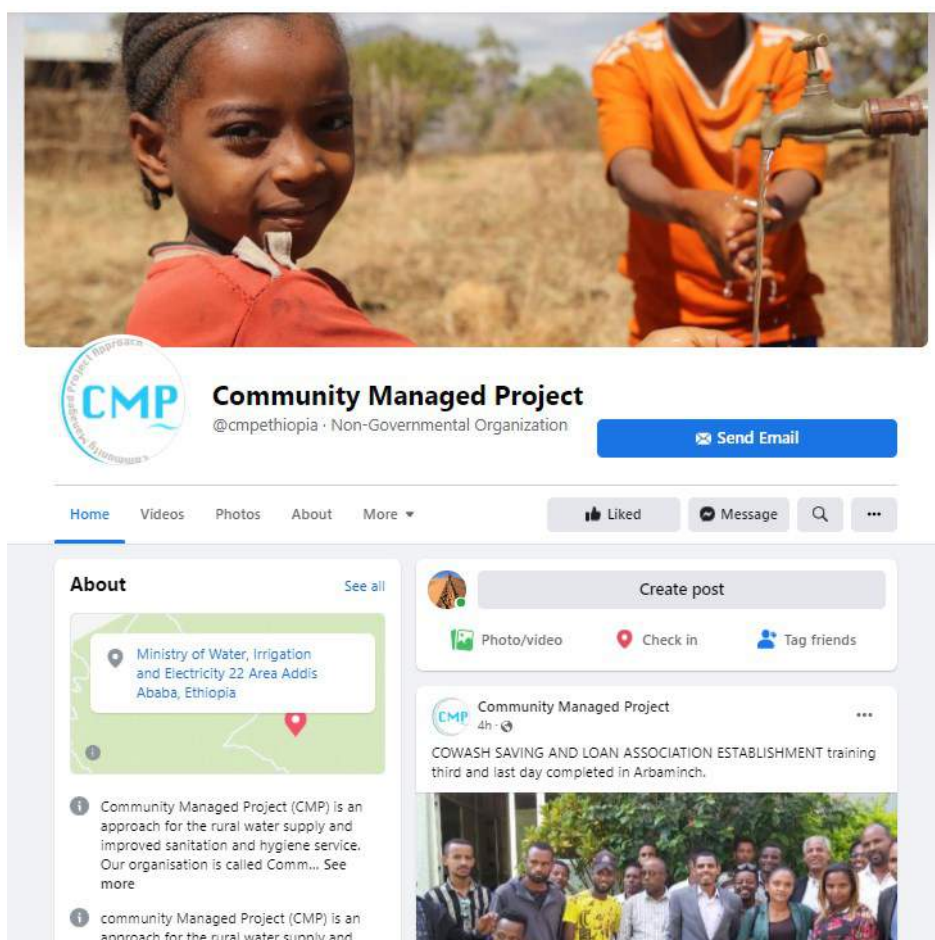 Community Managed Project Approach
CMP
Community Managed Project
@cmpethiopia · Non-Governmental Organization
Send Email
Home
Videos
Photos
About
More
Liked
Message
About
See all
Ministry of Water, Irrigation
and Electricity 22 Area Addis
Ababa, Ethiopia
Community Managed Project (CMP) is an
approach for the rural water supply and
improved sanitation and hygiene service.
Our organisation is called Comm... See
more
community Managed Project (CMP) is an
approach for the rural water supply and
Create post
Photo/video
Check in
Tag friends
CMP
Community Managed Project
4h ·
COWASH SAVING AND LOAN ASSOCIATION ESTABLISHMENT training
third and last day completed in Arbaminch.